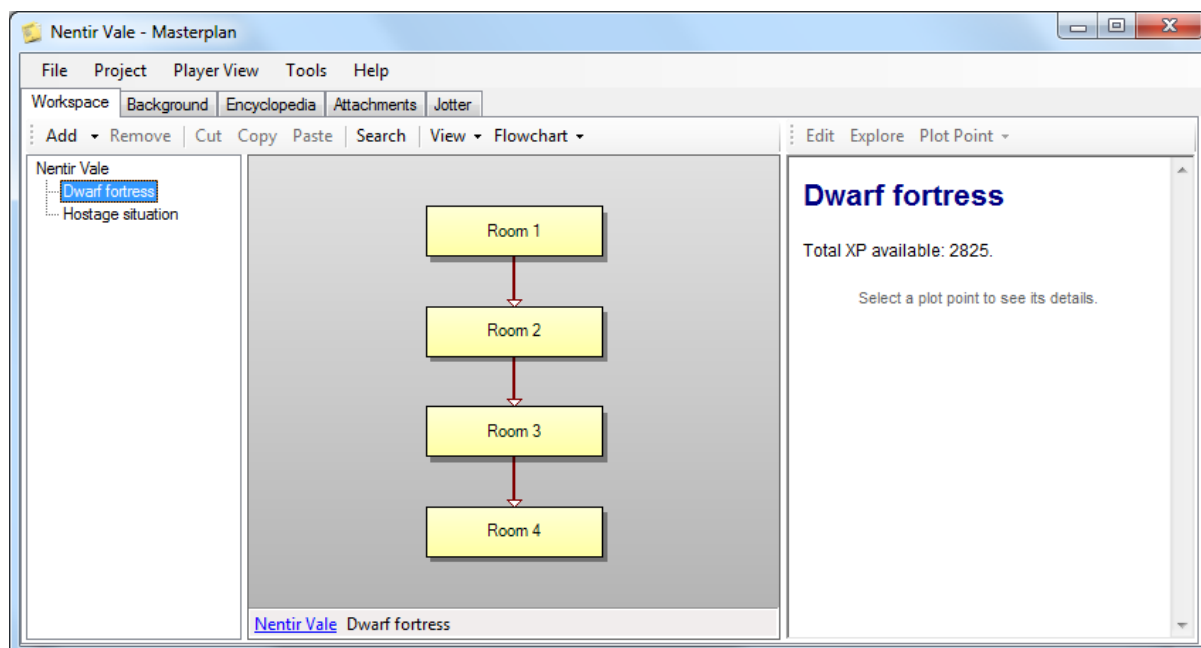 Nentir Vale - Masterplan
File Project Player View Tools Help
Workspace Background Encyclopedia Attachments Jotter
Add Remove Cut Copy Paste Search View Flowchart Edit Explore Plot Point
Nentir Vale
Dwarf fortress
Hostage situation
Room 1
Room 2
Room 3
Room 4
Nentir Vale Dwarf fortress
Dwarf fortress
Total XP available: 2825.
Select a plot point to see its details.